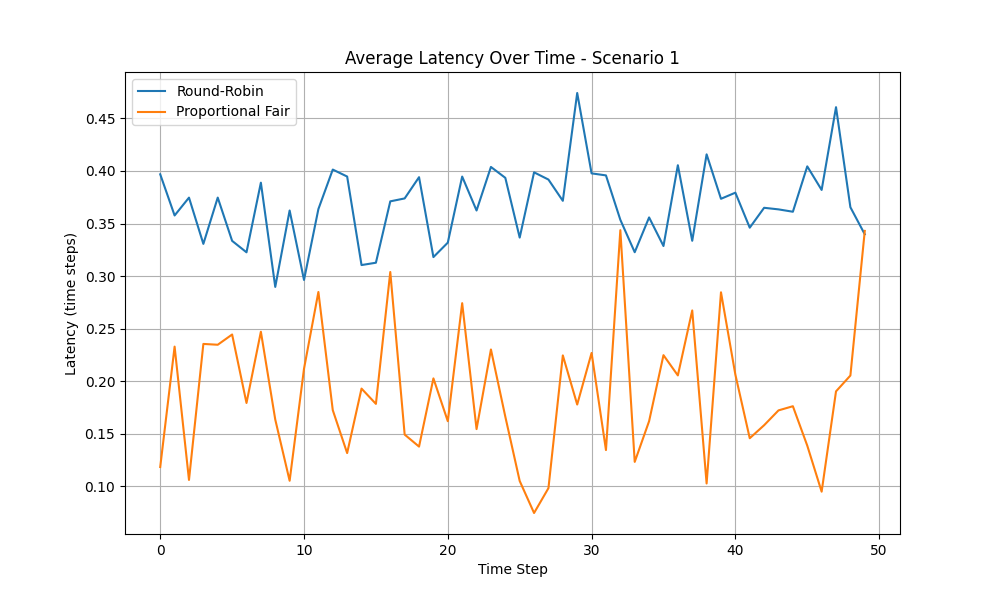 Average Latency Over Time - Scenario 1
Round-Robin
Proportional Fair
Latency (time steps)
0.45
0.40
0.35
0.30
0.25
0.20
0.15
0.10
0 10 20 30 40 50
Time Step